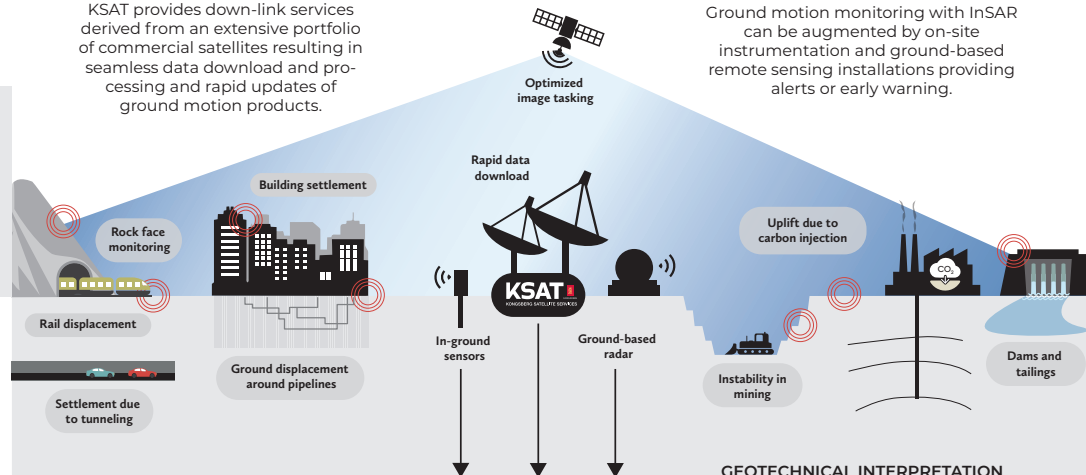 KSAT provides down-link services
derived from an extensive portfolio
of commercial satellites resulting in
seamless data download and pro-
cessing and rapid updates of
ground motion products.
Ground motion monitoring with InSAR
can be augmented by on-site
instrumentation and ground-based
remote sensing installations providing
alerts or early warning.
Optimized
image tasking
Rapid data
download
Building settlement
Rock face
monitoring
Uplift due to
carbon injection
CO2
KSAT
KONGSBERG SATELLITE SERVICES
Rail displacement
In-ground
sensors
Ground-based
radar
Ground displacement
around pipelines
Instability in
mining
Dams and
tailings
Settlement due
to tunneling
GEOTECHNICAL INTERPRETATION